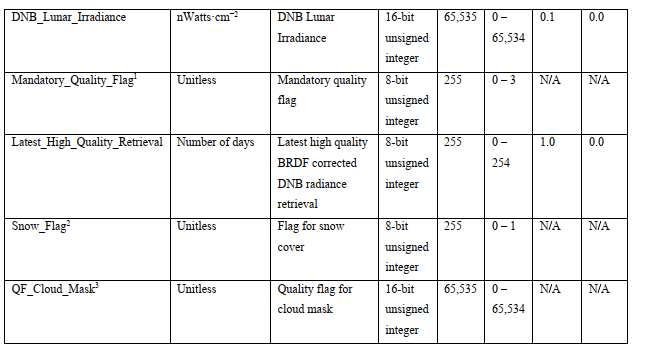 DNB_Lunar_Irradiance nWatts·cm⁻² DNB Lunar 16-bit 65,535 0 – 0.1 0.0
Irradiance unsigned 65,534
integer
Mandatory_Quality_Flag¹ Unitless Mandatory quality 8-bit 255 0 – 3 N/A N/A
flag unsigned
integer
Latest_High_Quality_Retrieval Number of days Latest high quality 8-bit 255 0 – 1.0 0.0
BRDF corrected unsigned 254
DNB radiance integer
retrieval
Snow_Flag² Unitless Flag for snow 8-bit 255 0 – 1 N/A N/A
cover unsigned
integer
QF_Cloud_Mask³ Unitless Quality flag for 16-bit 65,535 0 – N/A N/A
cloud mask unsigned 65,534
integer